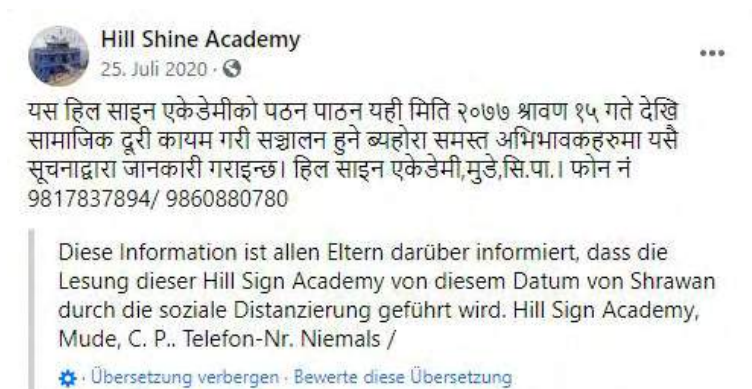 Hill Shine Academy
25. Juli 2020 ·
...
यस हिल साइन एकेडेमीको पठन पाठन यही मिति २०७७ श्रावण १५ गते देखि
सामाजिक दूरी कायम गरी सञ्चालन हुने ब्यहोरा समस्त अभिभावकहरुमा यसै
सूचनाद्वारा जानकारी गराइन्छ। हिल साइन एकेडेमी,मुडे,सि.पा.। फोन नं
9817837894/ 9860880780
Diese Information ist allen Eltern darüber informiert, dass die
Lesung dieser Hill Sign Academy von diesem Datum von Shrawan
durch die soziale Distanzierung geführt wird. Hill Sign Academy,
Mude, C. P.. Telefon-Nr. Niemals /
· Übersetzung verbergen · Bewerte diese Übersetzung